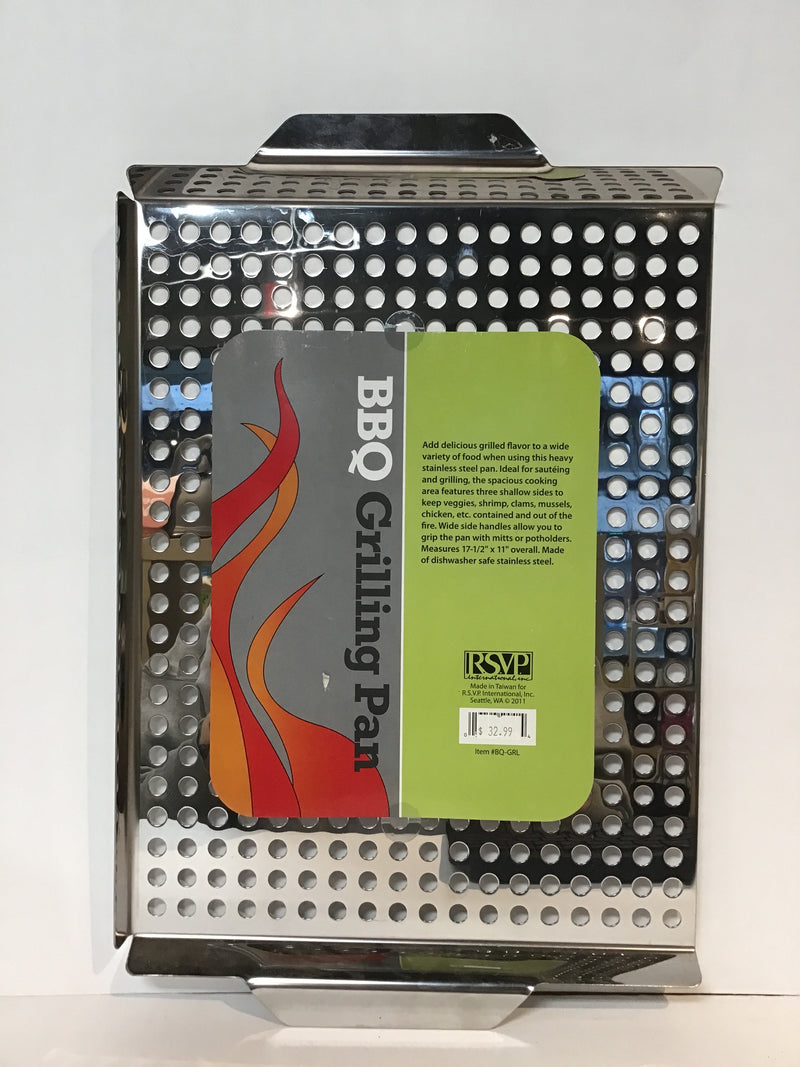 BBQ Grilling Pan
Add delicious grilled flavor to a wide
variety of food when using this heavy
stainless steel pan. Ideal for sautéing
and grilling, the spacious cooking
area features three shallow sides to
keep veggies, shrimp, clams, mussels,
chicken, etc. contained and out of the
fire. Wide side handles allow you to
grip the pan with mitts or potholders.
Measures 17-1/2" x 11" overall. Made
of dishwasher safe stainless steel.
RSVP
International, Inc.
Made in Taiwan for
R.S.V.P. International, Inc.
Seattle, WA © 2011
$ 32.99
Item #BQ-GRL